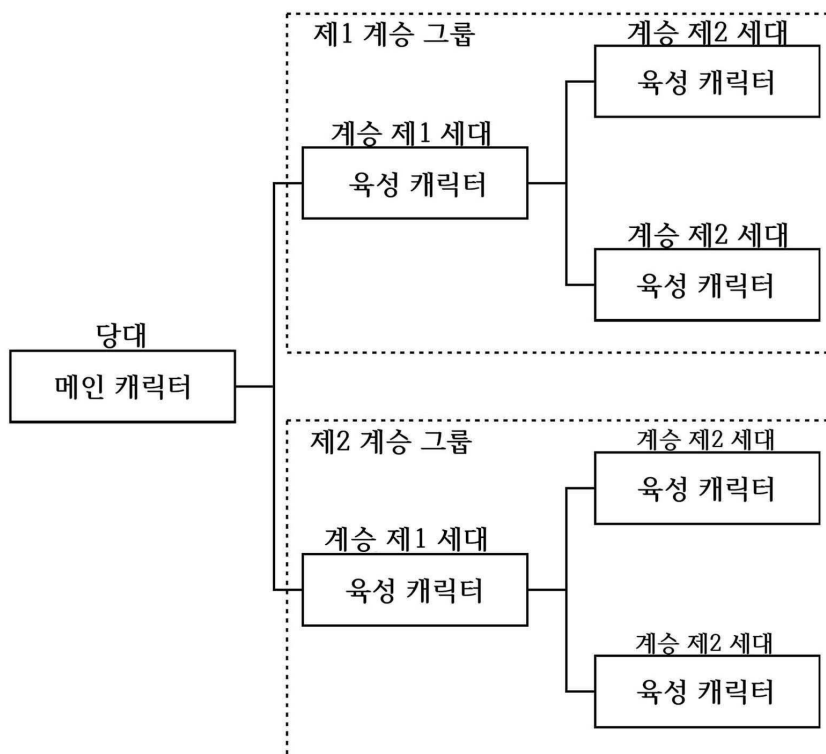 제1 계승 그룹
계승 제2 세대
육성 캐릭터
계승 제1 세대
육성 캐릭터
계승 제2 세대
육성 캐릭터
당대
메인 캐릭터
제2 계승 그룹
계승 제2 세대
육성 캐릭터
계승 제1 세대
육성 캐릭터
계승 제2 세대
육성 캐릭터